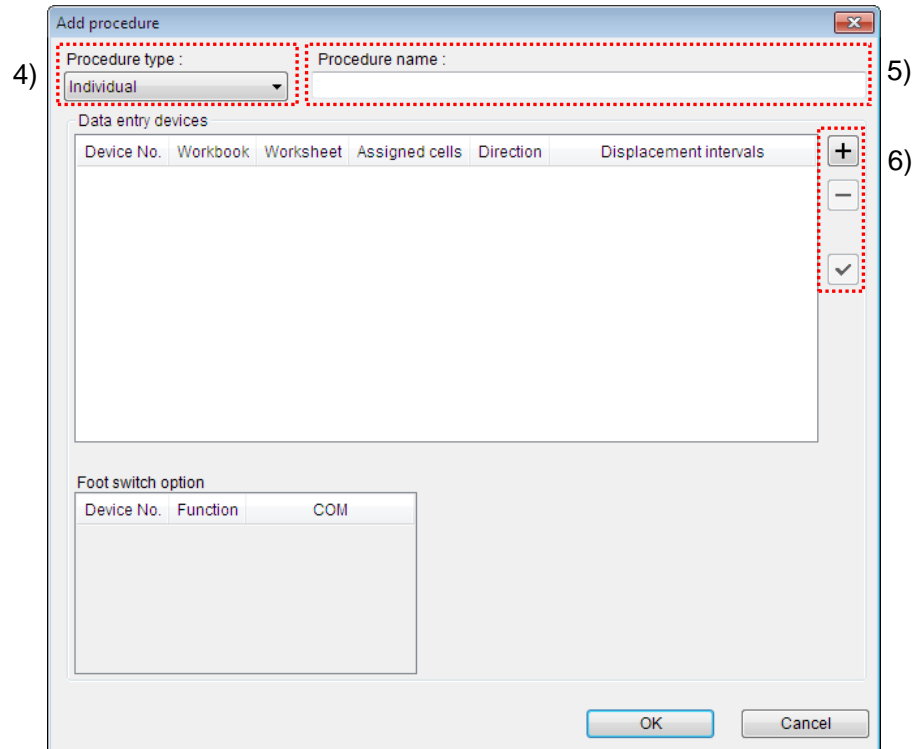 Add procedure
4)
Procedure type :
Procedure name :
5)
Individual
Data entry devices
Device No. Workbook Worksheet Assigned cells Direction Displacement intervals
6)
Foot switch option
Device No. Function COM
OK Cancel